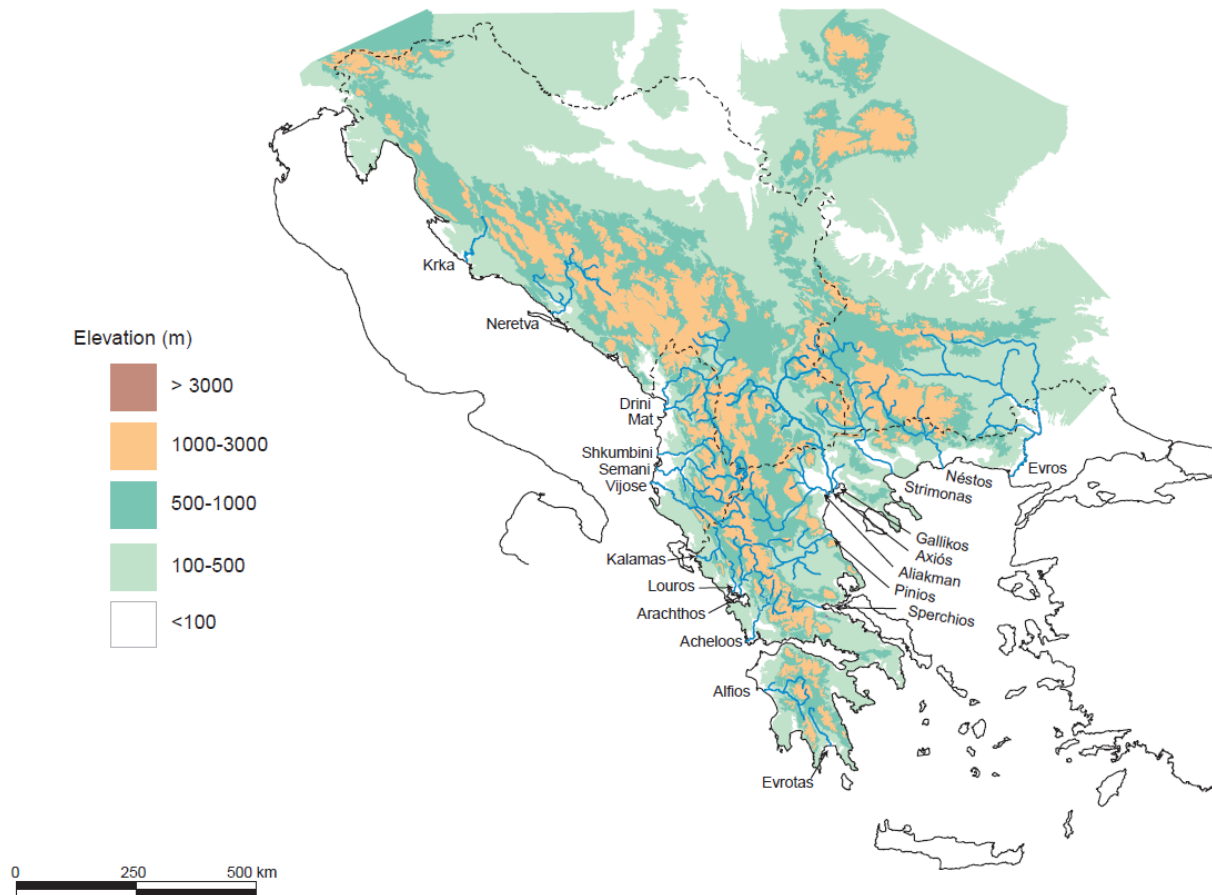 Krka
Neretva
Elevation (m)
> 3000
1000-3000
500-1000
100-500
<100
Drini
Mat
Shkumbini
Semani
Vijose
Kalamas
Louros
Arachthos
Acheloos
Alfios
Evrotas
Evros
Néstos
Strimonas
Gallikos
Axiós
Aliakman
Pinios
Sperchios
0 250 500 km